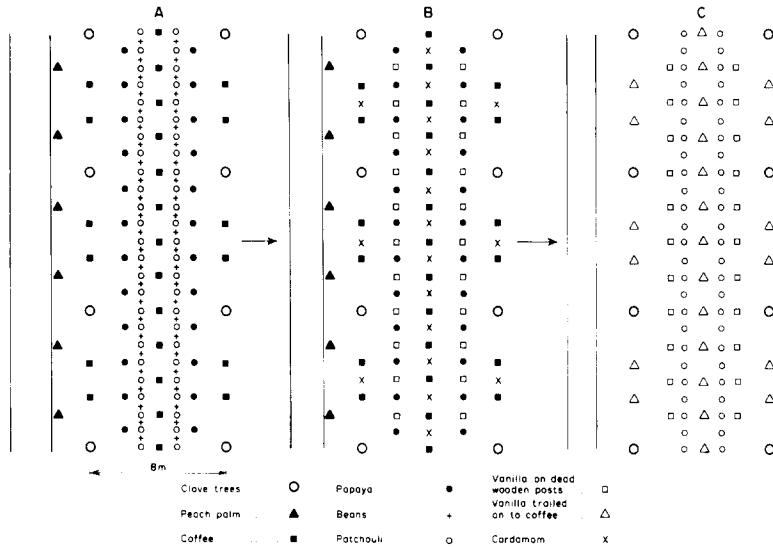 A B C
8m
Clove trees Papaya Vanilla on dead wooden posts
Peach palm Beans Vanilla trailed on to coffee
Coffee Patchouli Cardamom